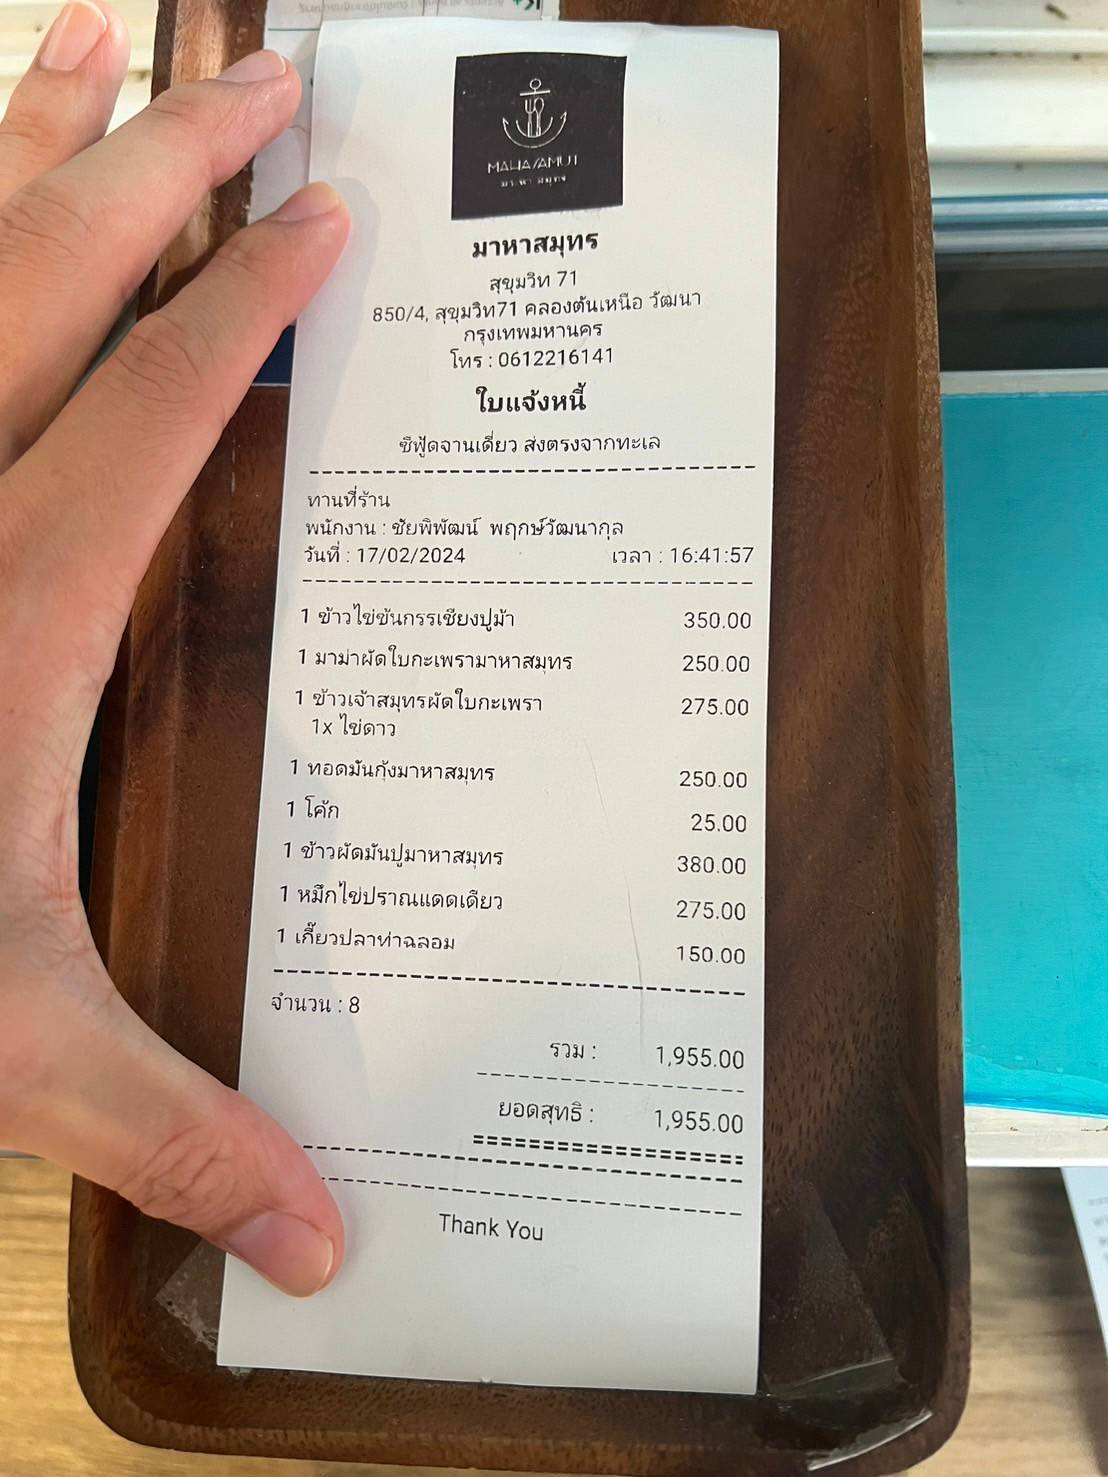 MAHASAMUT
มาหาสมุทร
มาหาสมุทร
สุขุมวิท 71
850/4, สุขุมวิท71 คลองตันเหนือ วัฒนา
กรุงเทพมหานคร
โทร : 0612216141
ใบแจ้งหนี้
ซีฟู้ดจานเดี่ยว ส่งตรงจากทะเล
ทานที่ร้าน
พนักงาน : ชัยพิพัฒน์ พฤกษ์วัฒนากุล
วันที่ : 17/02/2024 เวลา : 16:41:57
1 ข้าวไข่ข้นกรรเชียงปูม้า 350.00
1 มาม่าผัดใบกะเพรามาหาสมุทร 250.00
1 ข้าวเจ้าสมุทรผัดใบกะเพรา 275.00
1x ไข่ดาว
1 ทอดมันกุ้งมาหาสมุทร 250.00
1 โค้ก 25.00
1 ข้าวผัดมันปูมาหาสมุทร 380.00
1 หมึกไข่ปราณแดดเดียว 275.00
1 เกี๊ยวปลาท่าฉลอม 150.00
จำนวน : 8
รวม : 1,955.00
ยอดสุทธิ : 1,955.00
Thank You